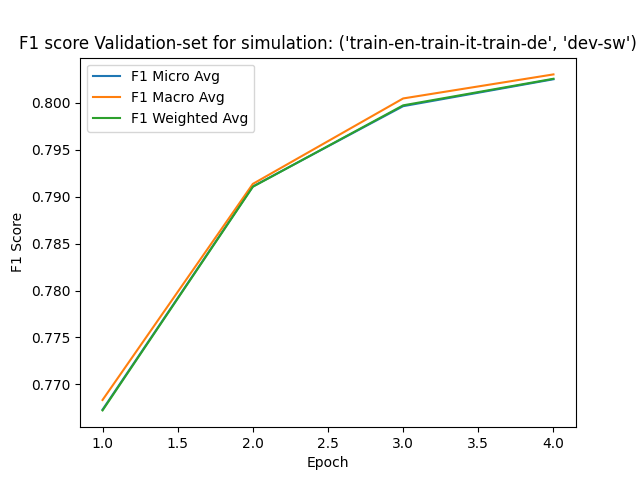 F1 score Validation-set for simulation: ('train-en-train-it-train-de', 'dev-sw')
F1 Micro Avg
F1 Macro Avg
F1 Weighted Avg
0.800
0.795
0.790
0.785
0.780
0.775
0.770
F1 Score
1.0 1.5 2.0 2.5 3.0 3.5 4.0
Epoch